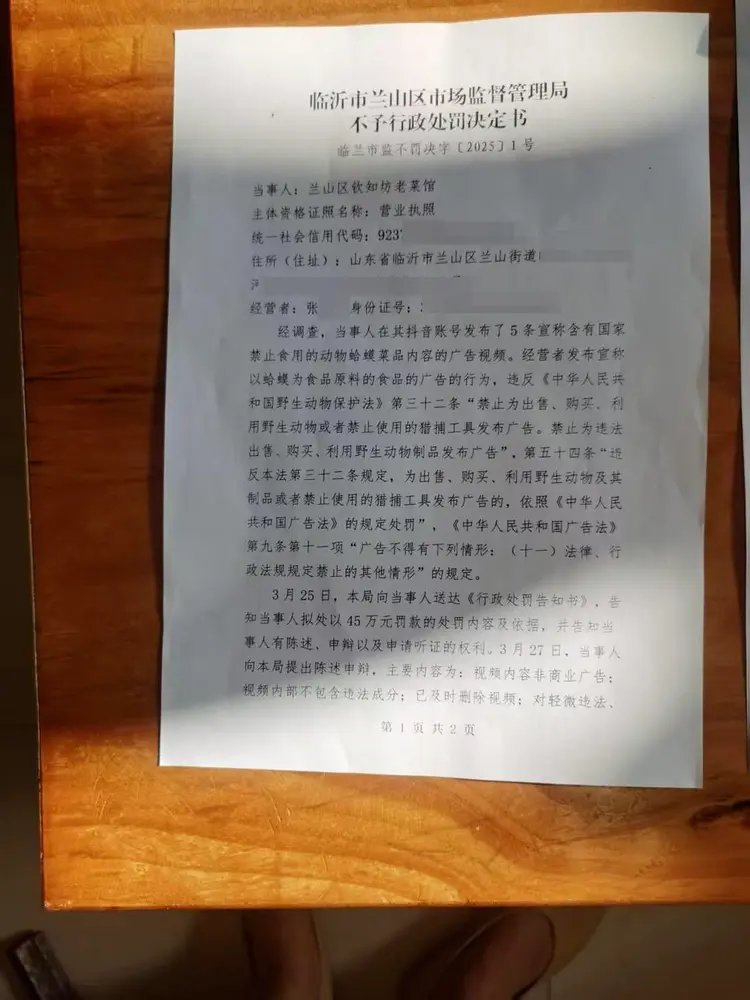 临沂市兰山区市场监督管理局
不予行政处罚决定书
临兰市监不罚决字〔2025〕1号
当事人：兰山区钦知坊老菜馆
主体资格证照名称：营业执照
统一社会信用代码：923
住所（住址）：山东省临沂市兰山区兰山街道
经营者：张 身份证号：
经调查，当事人在其抖音账号发布了5条宣称含有国家
禁止食用的动物蛤蟆菜品内容的广告视频。经营者发布宣称
以蛤蟆为食品原料的食品的广告的行为，违反《中华人民共
和国野生动物保护法》第三十二条“禁止为出售、购买、利
用野生动物或者禁止使用的猎捕工具发布广告。禁止为违法
出售、购买、利用野生动物制品发布广告”，第五十四条“违
反本法第三十二条规定，为出售、购买、利用野生动物及其
制品或者禁止使用的猎捕工具发布广告的，依照《中华人民
共和国广告法》的规定处罚”，《中华人民共和国广告法》
第九条第十一项“广告不得有下列情形：（十一）法律、行
政法规规定禁止的其他情形”的规定。
3月25日，本局向当事人送达《行政处罚告知书》，告
知当事人拟处以45万元罚款的处罚内容及依据，并告知当
事人有陈述、申辩以及申请听证的权利。3月27日，当事人
向本局提出陈述申辩，主要内容为：视频内容非商业广告；
视频内部不包含违法成分；已及时删除视频；对轻微违法、
第1页共2页